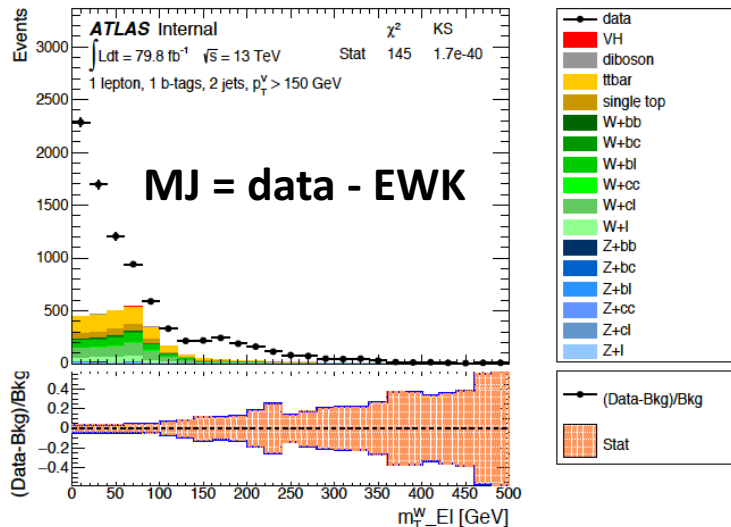 ATLAS Internal
χ² KS
∫Ldt = 79.8 fb⁻¹ √s = 13 TeV Stat 145 1.7e-40
1 lepton, 1 b-tags, 2 jets, p_T^V > 150 GeV
MJ = data - EWK
Events
3000
2500
2000
1500
1000
500
0
data
VH
diboson
ttbar
single top
W+bb
W+bc
W+bl
W+cc
W+cl
W+l
Z+bb
Z+bc
Z+bl
Z+cc
Z+cl
Z+l
(Data-Bkg)/Bkg
0.4
0.2
0
−0.2
−0.4
0 50 100 150 200 250 300 350 400 450 500
m_T^W_El [GeV]
(Data-Bkg)/Bkg
Stat